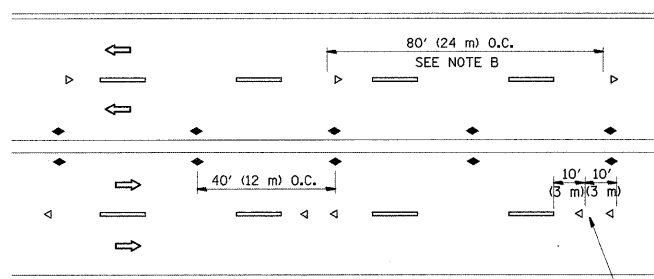 80' (24 m) O.C.
SEE NOTE B
40' (12 m) O.C.
10' 10'
(3 m) (3 m)